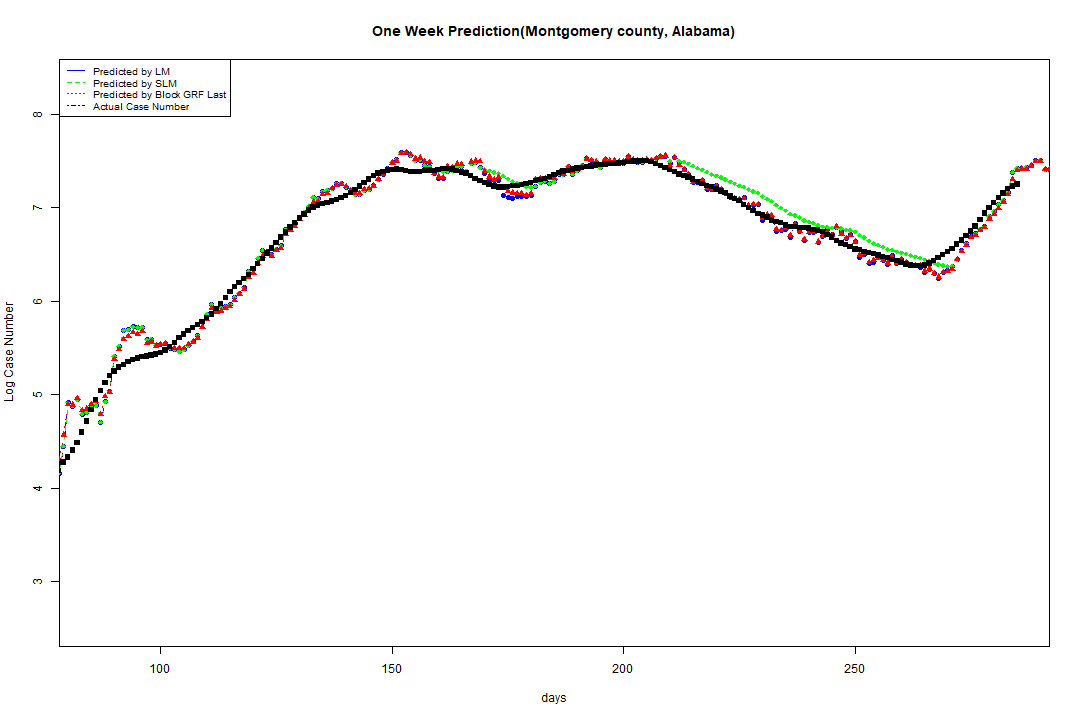 One Week Prediction(Montgomery county, Alabama)
Predicted by LM
Predicted by SLM
Predicted by Block GRF Last
Actual Case Number
8
7
6
5
4
3
Log Case Number
100 150 200 250
days